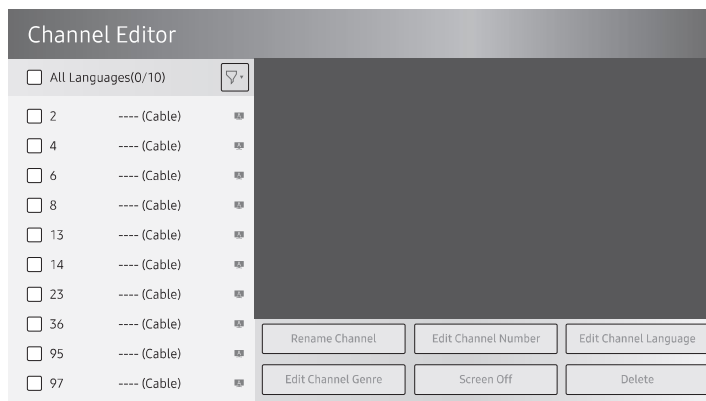 Channel Editor
All Languages(0/10)
2 ---- (Cable)
4 ---- (Cable)
6 ---- (Cable)
8 ---- (Cable)
13 ---- (Cable)
14 ---- (Cable)
23 ---- (Cable)
36 ---- (Cable)
95 ---- (Cable)
97 ---- (Cable)
Rename Channel Edit Channel Number Edit Channel Language
Edit Channel Genre Screen Off Delete